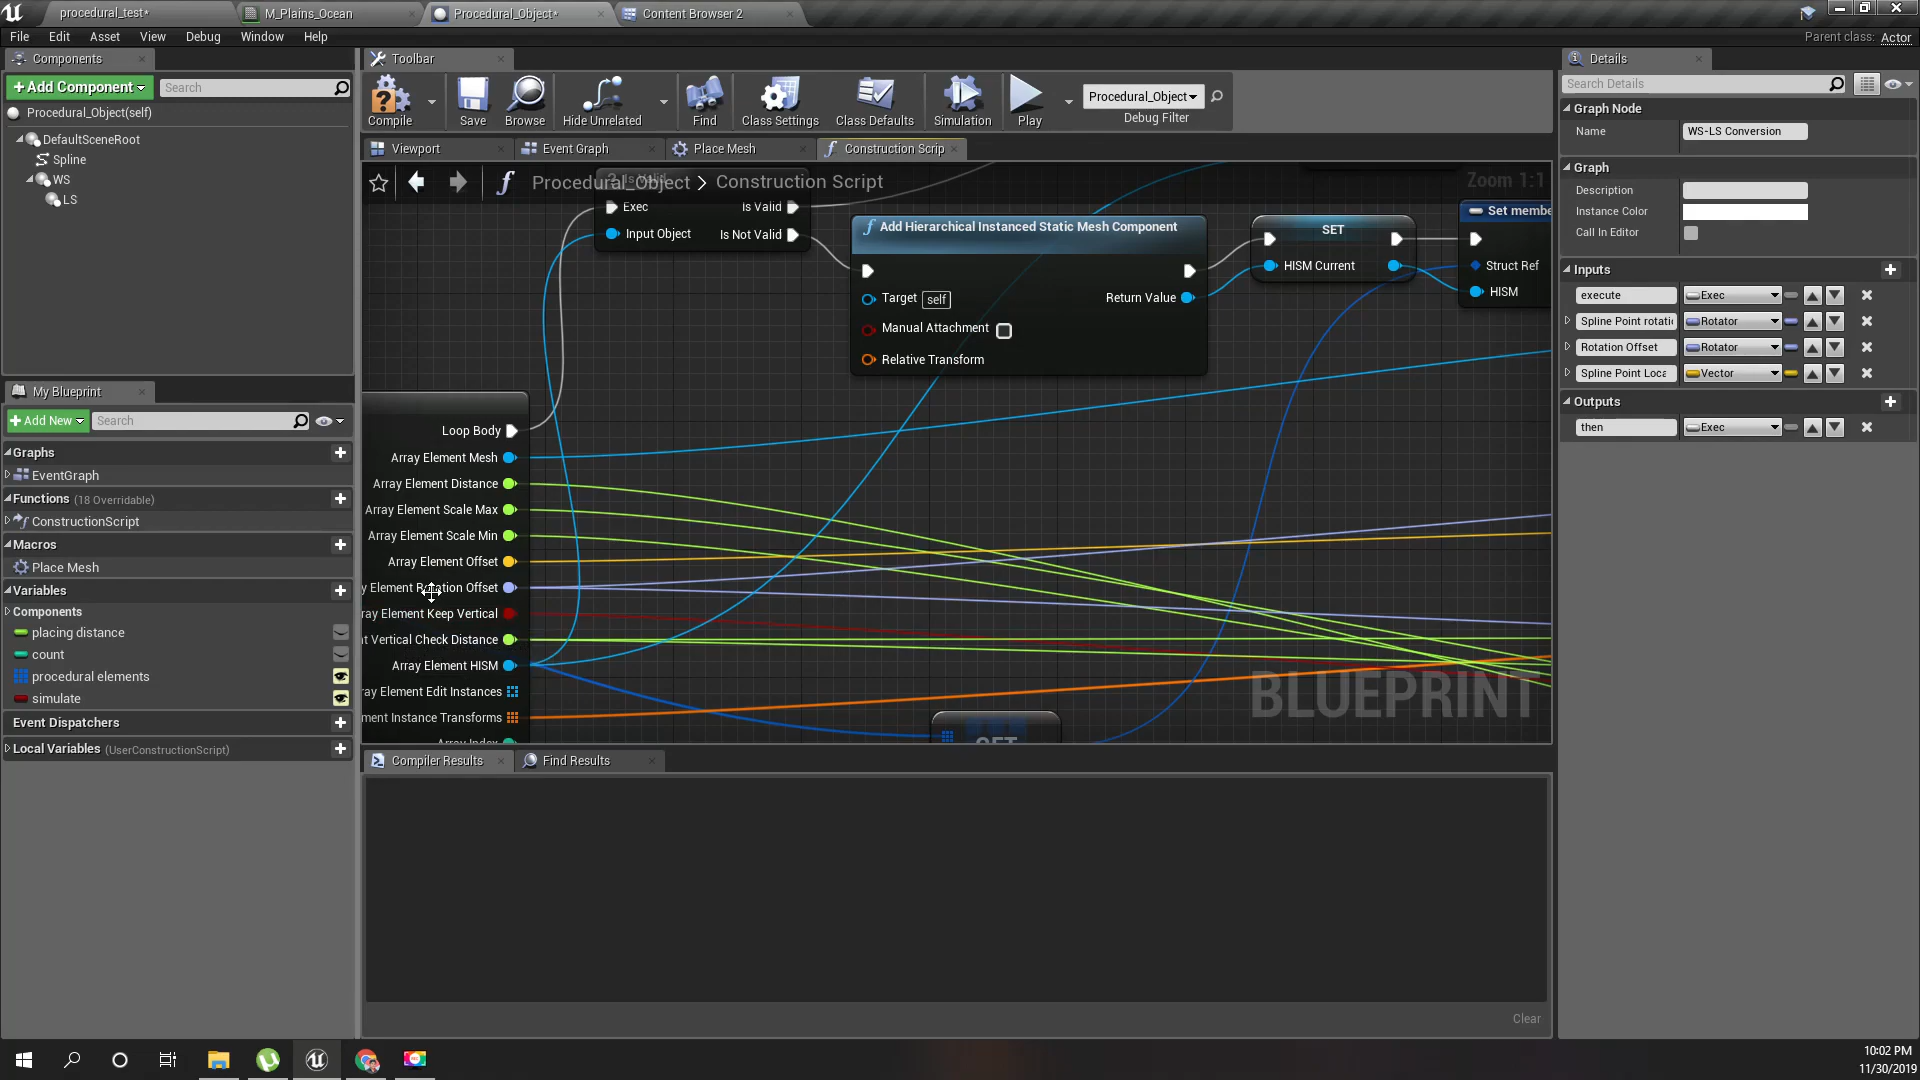 procedural_test*
M_Plains_Ocean
Procedural_Object*
Content Browser 2
File Edit Asset View Debug Window Help
Parent class: Actor
Components
+ Add Component
Search
Procedural_Object(self)
DefaultSceneRoot
Spline
WS
LS
My Blueprint
+ Add New
Search
Graphs
EventGraph
Functions (18 Overridable)
ConstructionScript
Macros
Place Mesh
Variables
Components
placing distance
count
procedural elements
simulate
Event Dispatchers
Local Variables (UserConstructionScript)
Toolbar
Compile
Save
Browse
Hide Unrelated
Find
Class Settings
Class Defaults
Simulation
Play
Procedural_Object
Debug Filter
Viewport
Event Graph
Place Mesh
Construction Scrip
Procedural_Object > Construction Script
Zoom 1:1
Exec
Is Valid
Input Object
Is Not Valid
Add Hierarchical Instanced Static Mesh Component
Target self
Return Value
Manual Attachment
Relative Transform
SET
HISM Current
Set membe
Struct Ref
HISM
Loop Body
Array Element Mesh
Array Element Distance
Array Element Scale Max
Array Element Scale Min
Array Element Offset
y Element Rotation Offset
ray Element Keep Vertical
t Vertical Check Distance
Array Element HISM
ray Element Edit Instances
ment Instance Transforms
Array Index
SET
BLUEPRINT
Compiler Results
Find Results
Clear
Details
Search Details
Graph Node
Name WS-LS Conversion
Graph
Description
Instance Color
Call In Editor
Inputs
execute Exec
Spline Point rotati Rotator
Rotation Offset Rotator
Spline Point Loca Vector
Outputs
then Exec
10:02 PM
11/30/2019